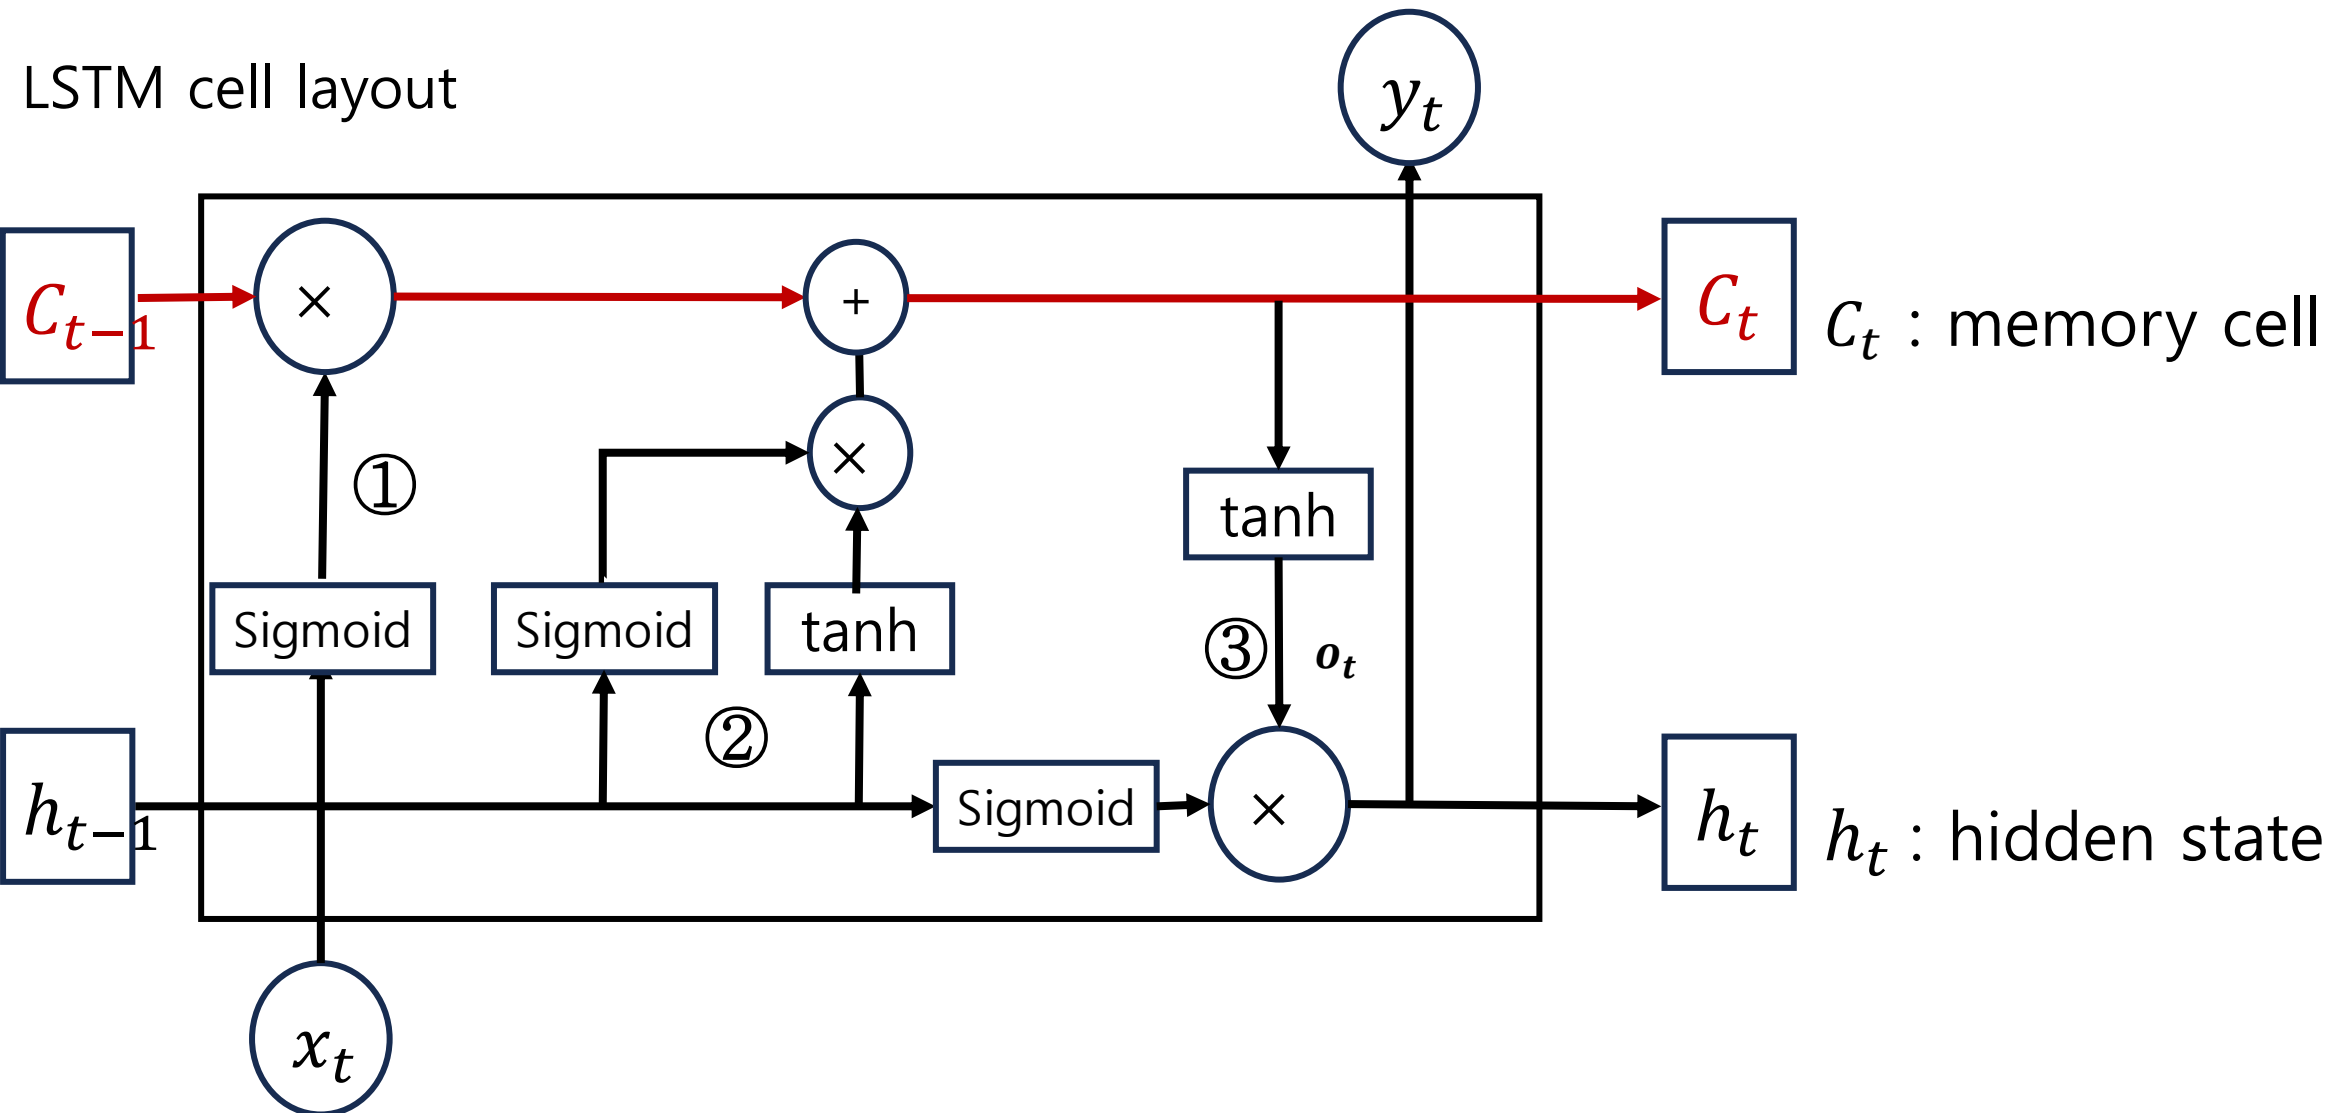 LSTM cell layout
y_t
C_{t-1}
×
+
C_t
C_t : memory cell
①
×
tanh
Sigmoid
Sigmoid
tanh
③
o_t
②
h_{t-1}
Sigmoid
×
h_t
h_t : hidden state
x_t